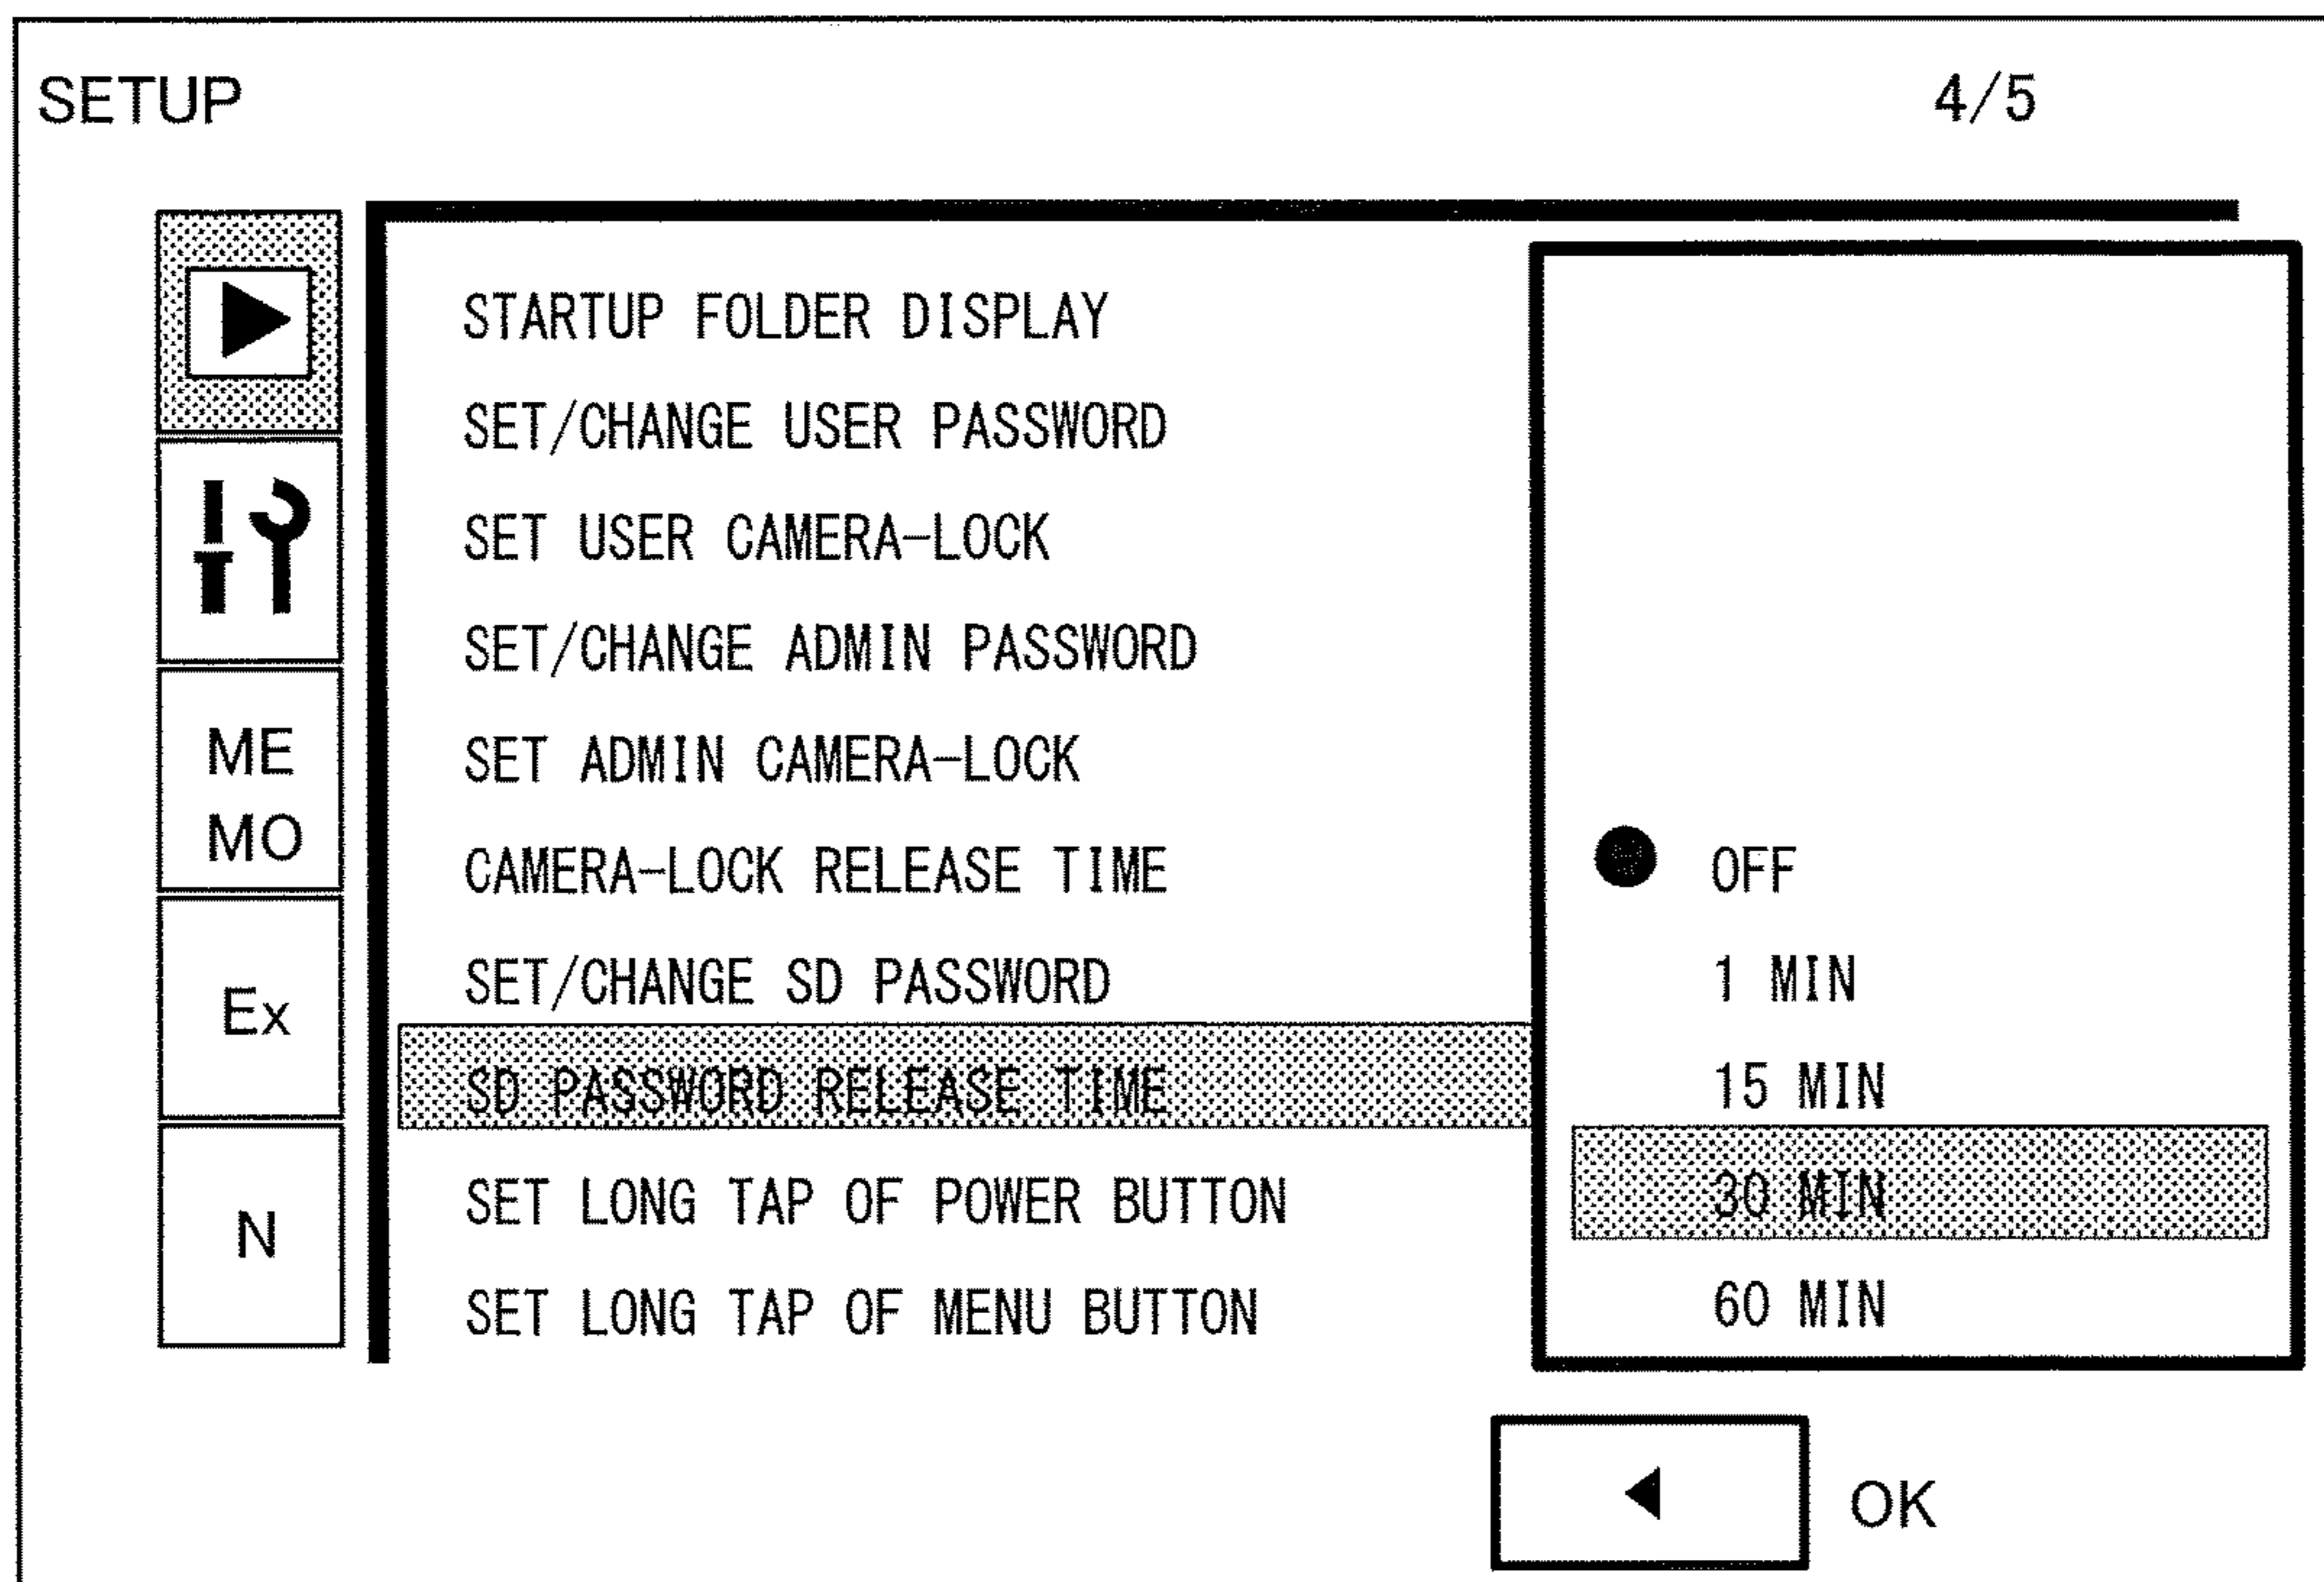 SETUP
4/5
ME
MO
Ex
N
STARTUP FOLDER DISPLAY
SET/CHANGE USER PASSWORD
SET USER CAMERA-LOCK
SET/CHANGE ADMIN PASSWORD
SET ADMIN CAMERA-LOCK
CAMERA-LOCK RELEASE TIME
SET/CHANGE SD PASSWORD
SD PASSWORD RELEASE TIME
SET LONG TAP OF POWER BUTTON
SET LONG TAP OF MENU BUTTON
OFF
1 MIN
15 MIN
30 MIN
60 MIN
OK